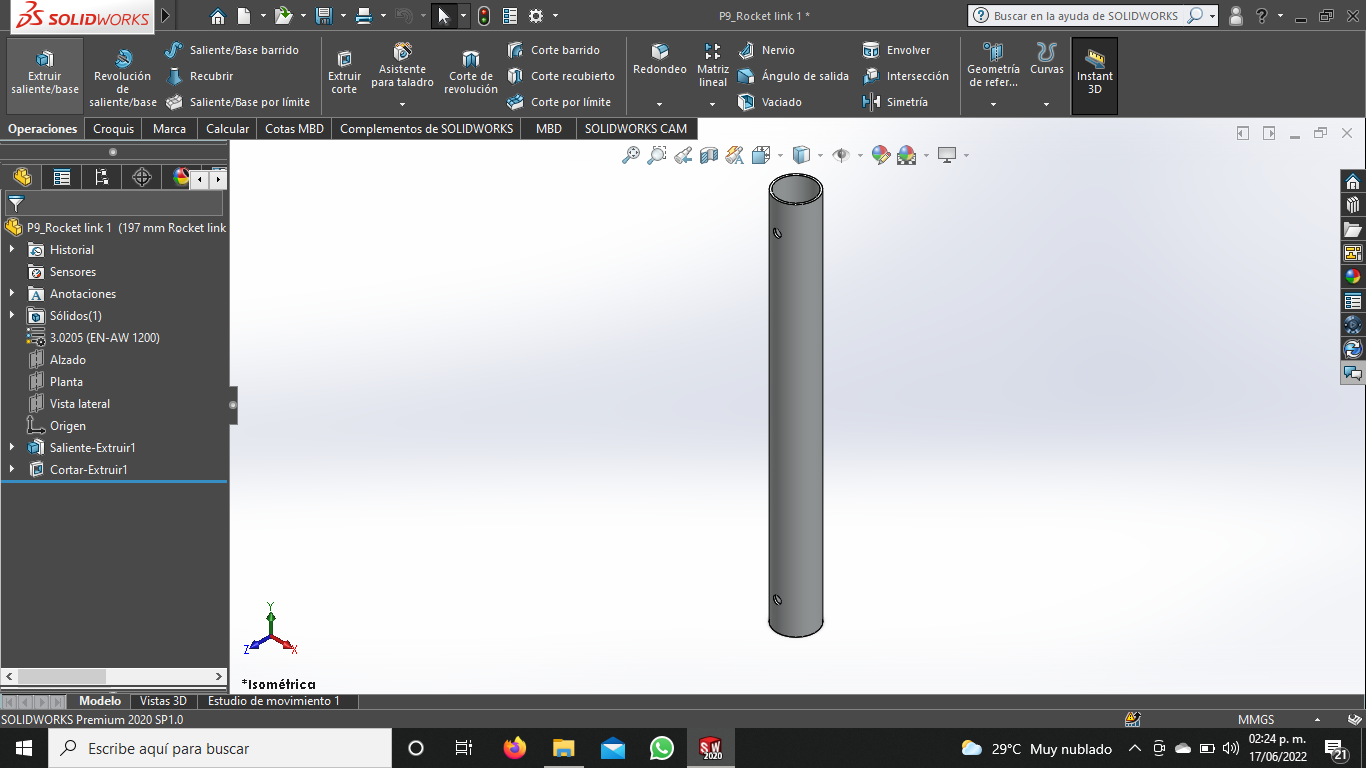 SOLIDWORKS
P9_Rocket link 1 *
Buscar en la ayuda de SOLIDWORKS
?
Extruir saliente/base
Revolución de saliente/base
Saliente/Base barrido
Recubrir
Saliente/Base por límite
Extruir corte
Asistente para taladro
Corte de revolución
Corte barrido
Corte recubierto
Corte por límite
Redondeo
Matriz lineal
Nervio
Ángulo de salida
Vaciado
Envolver
Intersección
Simetría
Geometría de refer...
Curvas
Instant 3D
Operaciones
Croquis
Marca
Calcular
Cotas MBD
Complementos de SOLIDWORKS
MBD
SOLIDWORKS CAM
P9_Rocket link 1 (197 mm Rocket link
Historial
Sensores
Anotaciones
Sólidos(1)
3.0205 (EN-AW 1200)
Alzado
Planta
Vista lateral
Origen
Saliente-Extruir1
Cortar-Extruir1
Y
Z
X
*Isométrica
Modelo
Vistas 3D
Estudio de movimiento 1
SOLIDWORKS Premium 2020 SP1.0
MMGS
Escribe aquí para buscar
SW
2020
29°C Muy nublado
02:24 p. m.
17/06/2022
21